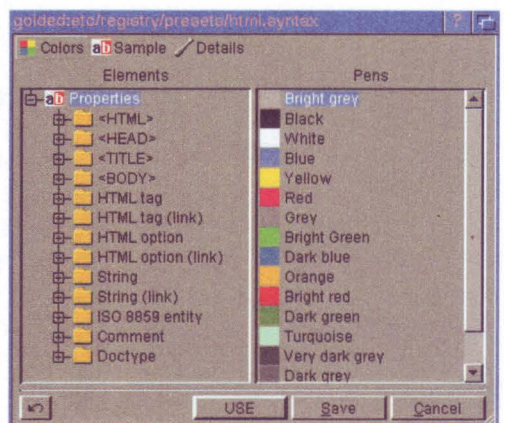 golded:etc/registry/presets/html.syntax ?
Colors ab Sample Details
Elements
ab Properties
<HTML>
<HEAD>
<TITLE>
<BODY>
HTML tag
HTML tag (link)
HTML option
HTML option (link)
String
String (link)
ISO 8859 entity
Comment
Doctype
Pens
Bright grey
Black
White
Blue
Yellow
Red
Grey
Bright Green
Dark blue
Orange
Bright red
Dark green
Turquoise
Very dark grey
Dark grey
USE Save Cancel